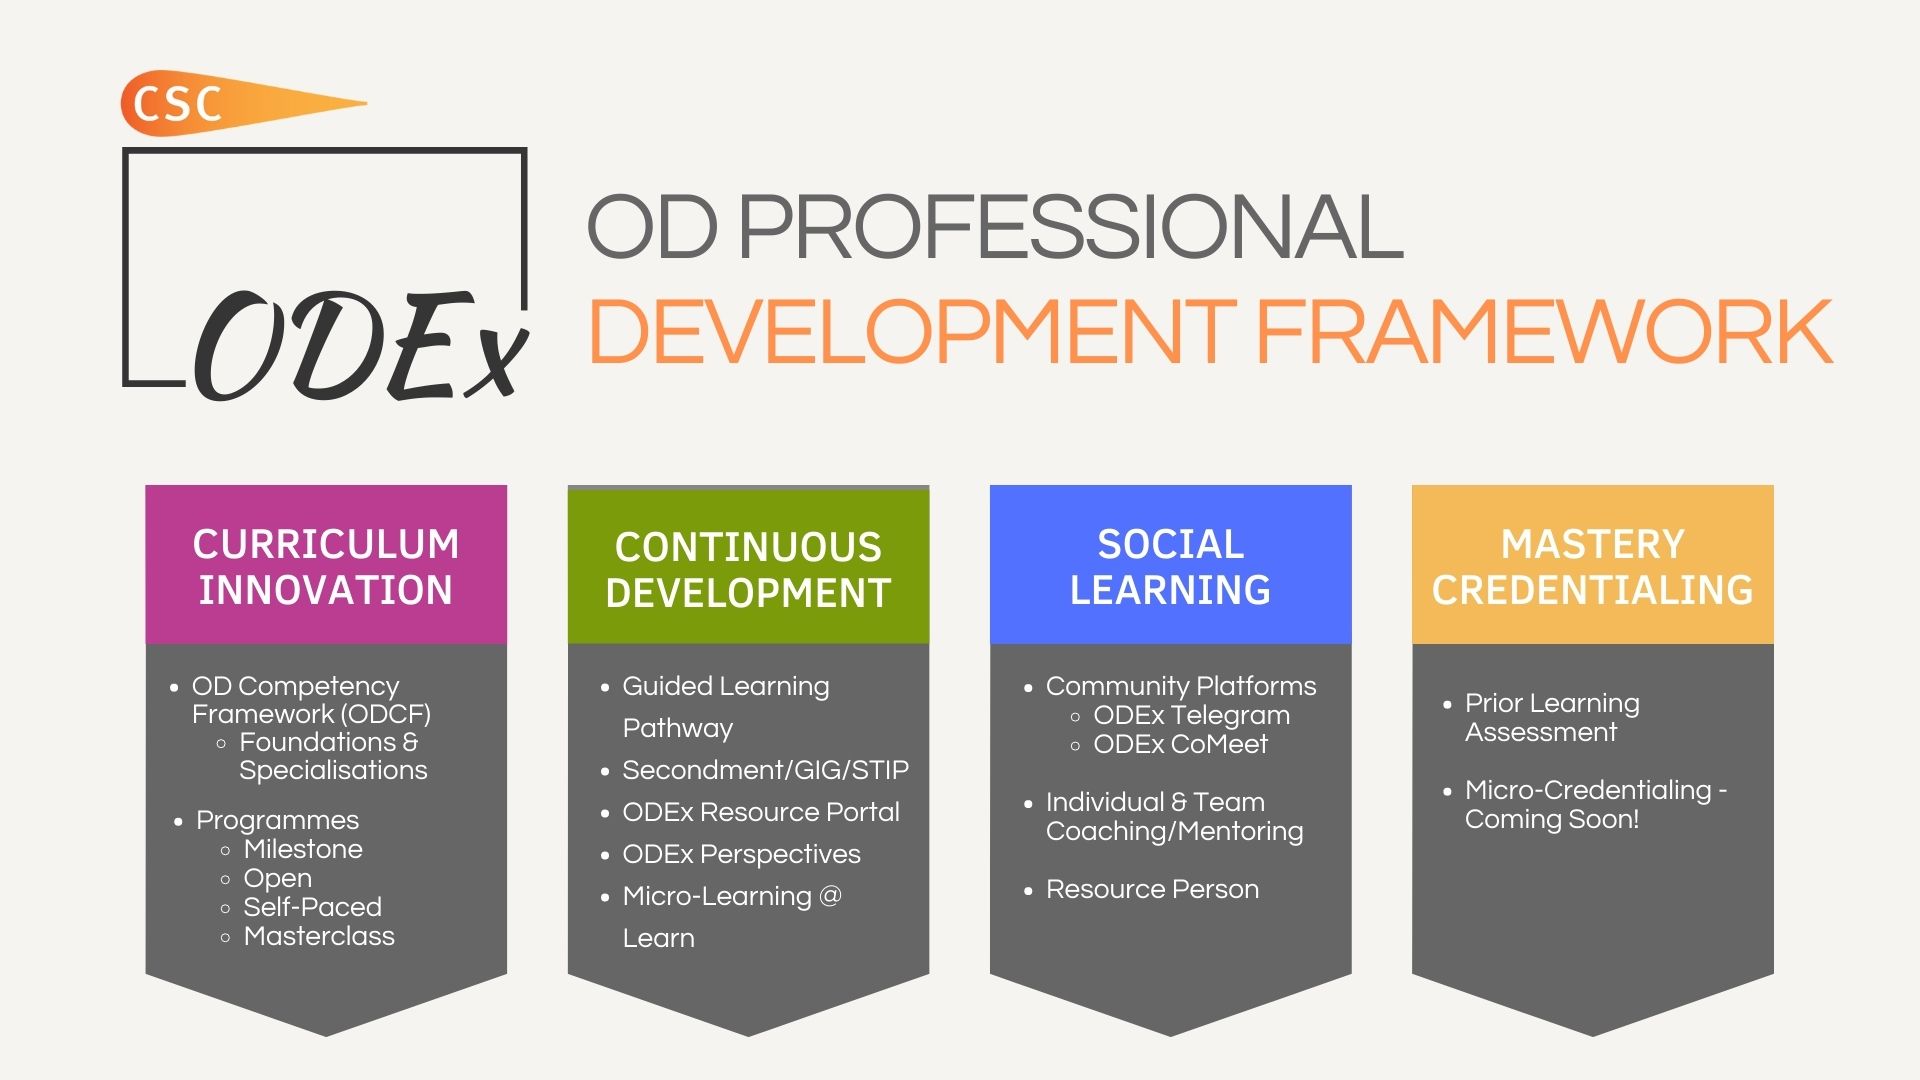 CSC
ODEx
OD PROFESSIONAL
DEVELOPMENT FRAMEWORK
CURRICULUM
INNOVATION
• OD Competency
Framework (ODCF)
○ Foundations &
Specialisations
• Programmes
○ Milestone
○ Open
○ Self-Paced
○ Masterclass
CONTINUOUS
DEVELOPMENT
• Guided Learning
Pathway
• Secondment/GIG/STIP
• ODEx Resource Portal
• ODEx Perspectives
• Micro-Learning @
Learn
SOCIAL
LEARNING
• Community Platforms
○ ODEx Telegram
○ ODEx CoMeet
• Individual & Team
Coaching/Mentoring
• Resource Person
MASTERY
CREDENTIALING
• Prior Learning
Assessment
• Micro-Credentialing -
Coming Soon!